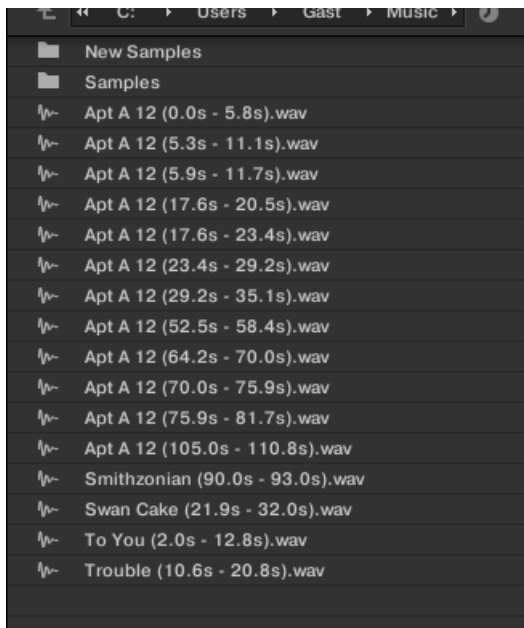 C: Users Gast Music
New Samples
Samples
Apt A 12 (0.0s - 5.8s).wav
Apt A 12 (5.3s - 11.1s).wav
Apt A 12 (5.9s - 11.7s).wav
Apt A 12 (17.6s - 20.5s).wav
Apt A 12 (17.6s - 23.4s).wav
Apt A 12 (23.4s - 29.2s).wav
Apt A 12 (29.2s - 35.1s).wav
Apt A 12 (52.5s - 58.4s).wav
Apt A 12 (64.2s - 70.0s).wav
Apt A 12 (70.0s - 75.9s).wav
Apt A 12 (75.9s - 81.7s).wav
Apt A 12 (105.0s - 110.8s).wav
Smithzonian (90.0s - 93.0s).wav
Swan Cake (21.9s - 32.0s).wav
To You (2.0s - 12.8s).wav
Trouble (10.6s - 20.8s).wav